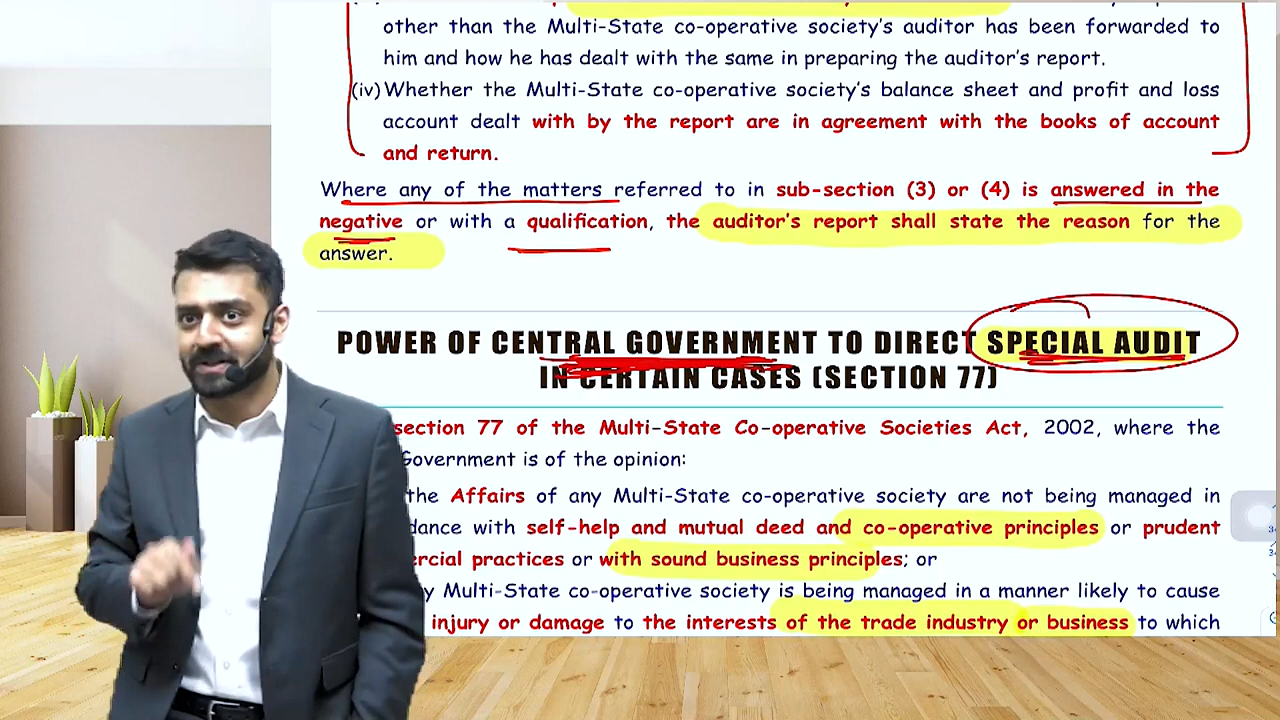 other than the Multi-State co-operative society's auditor has been forwarded to
him and how he has dealt with the same in preparing the auditor's report.
(iv) Whether the Multi-State co-operative society's balance sheet and profit and loss
account dealt with by the report are in agreement with the books of account
and return.
Where any of the matters referred to in sub-section (3) or (4) is answered in the
negative or with a qualification, the auditor's report shall state the reason for the
answer.
POWER OF CENTRAL GOVERNMENT TO DIRECT SPECIAL AUDIT
IN CERTAIN CASES (SECTION 77)
section 77 of the Multi-State Co-operative Societies Act, 2002, where the
Government is of the opinion:
the Affairs of any Multi-State co-operative society are not being managed in
with self-help and mutual deed and co-operative principles or prudent
practices or with sound business principles; or
Multi-State co-operative society is being managed in a manner likely to cause
injury or damage to the interests of the trade industry or business to which